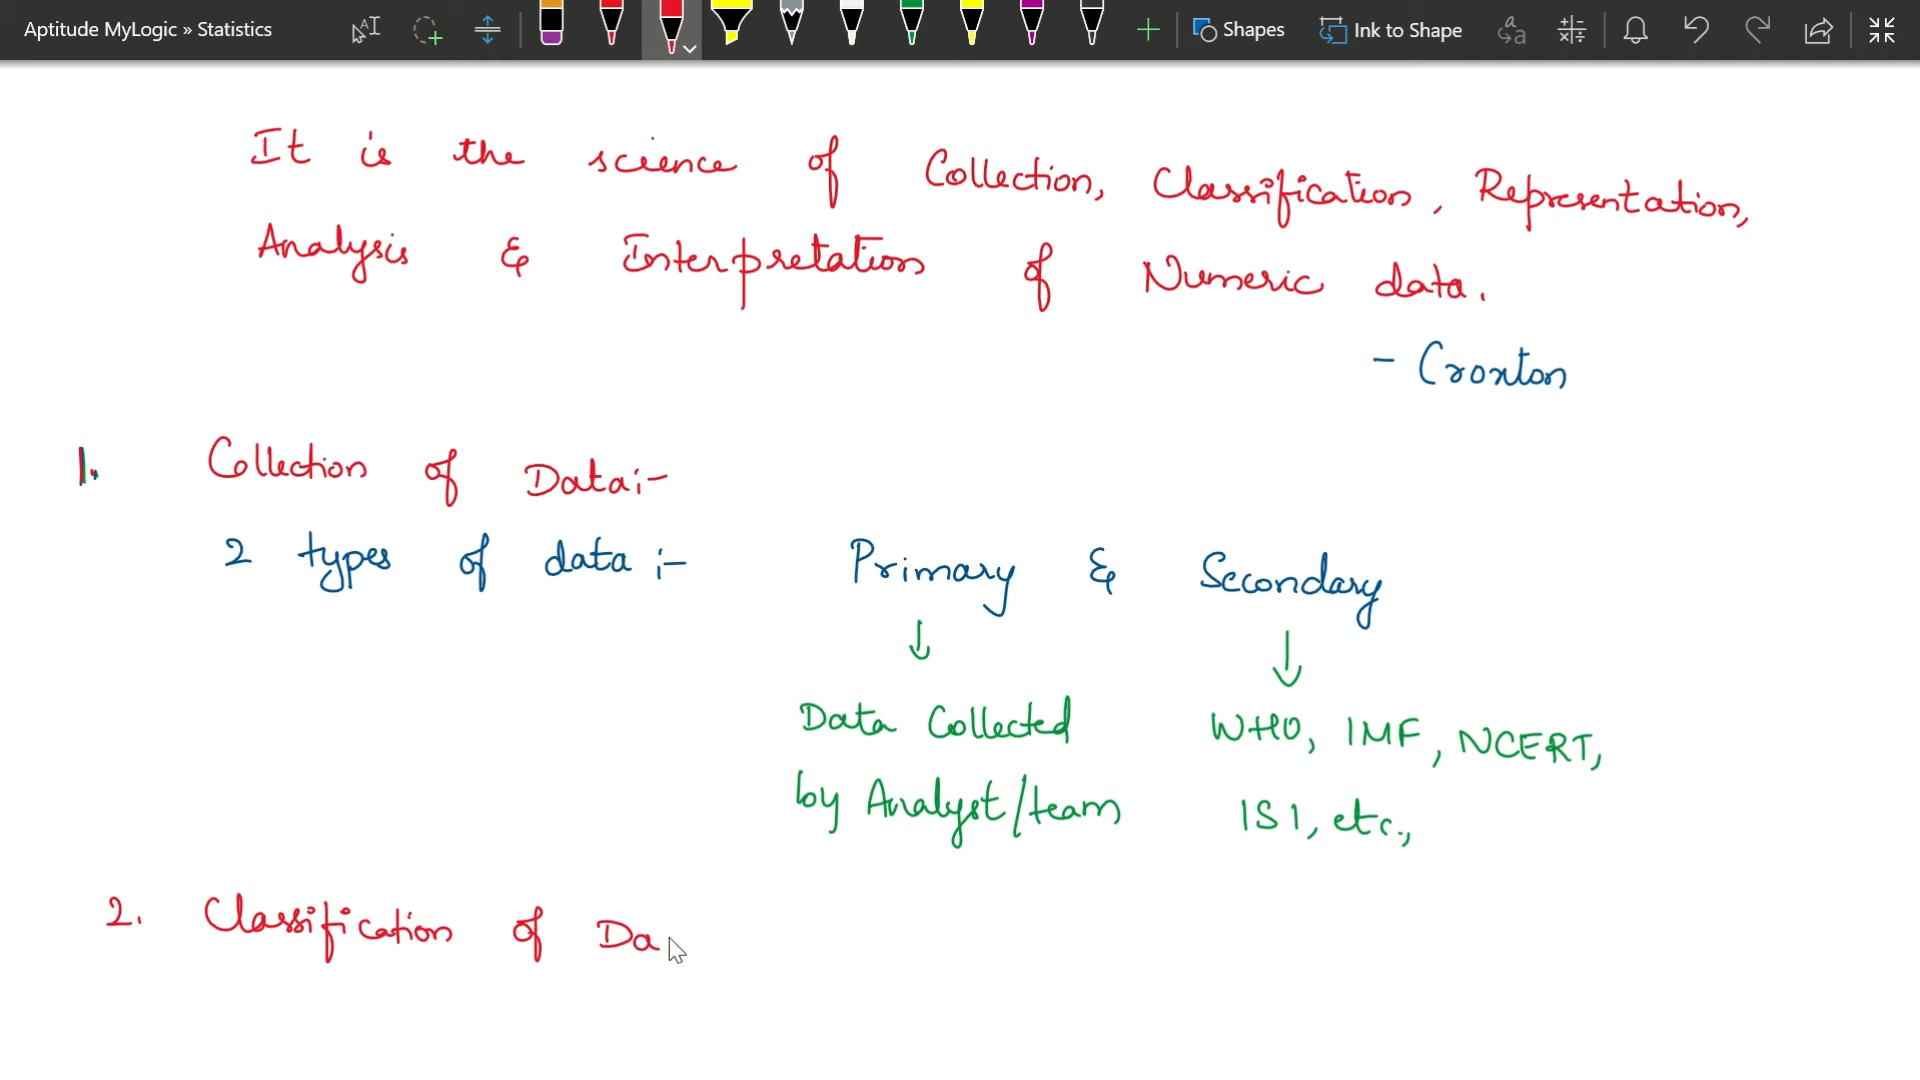 Aptitude MyLogic » Statistics
Shapes
Ink to Shape
It is the science of Collection, Classification, Representation,
Analysis & Interpretation of Numeric data.
- Croxton
1. Collection of Data :-
2 types of data :- Primary & Secondary
↓ ↓
Data Collected WHO, IMF, NCERT,
by Analyst/team ISI, etc.,
2. Classification of Da